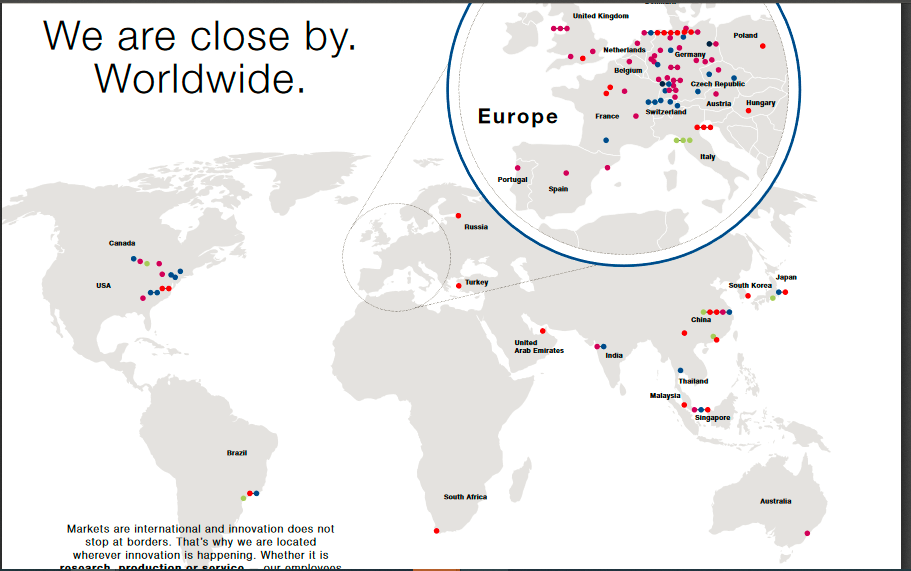 We are close by.
Worldwide.
United Kingdom
Poland
Netherlands
Germany
Belgium
Czech Republic
Europe
Austria
Hungary
France
Switzerland
Italy
Portugal
Spain
Russia
Canada
USA
Turkey
Japan
South Korea
China
United
Arab Emirates
India
Thailand
Malaysia
Singapore
Brazil
South Africa
Australia
Markets are international and innovation does not
stop at borders. That's why we are located
wherever innovation is happening. Whether it is
research, production or service — our employees